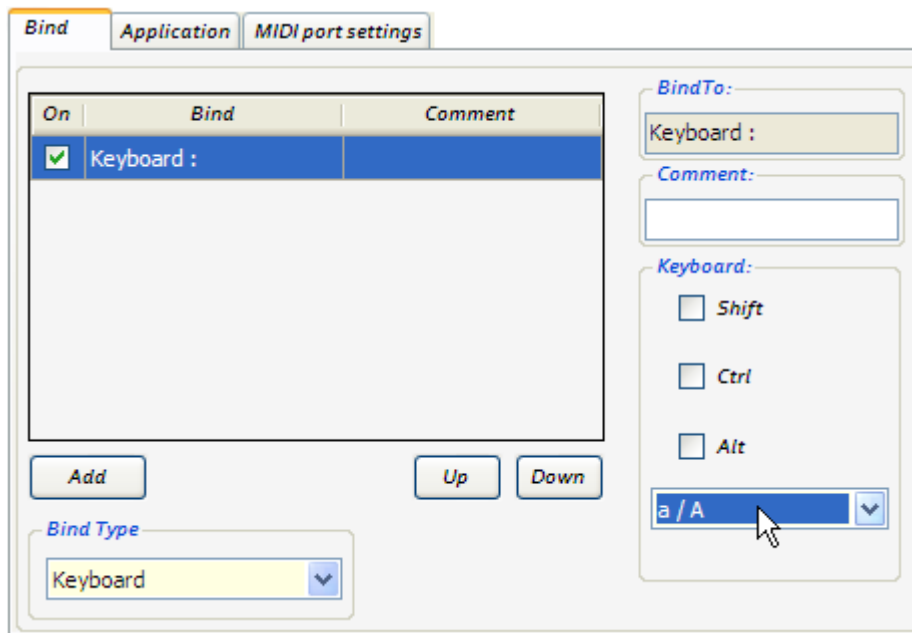 Bind Application MIDI port settings
On Bind Comment
Keyboard :
Add Up Down
Bind Type
Keyboard
BindTo:
Keyboard :
Comment:
Keyboard:
Shift
Ctrl
Alt
a / A